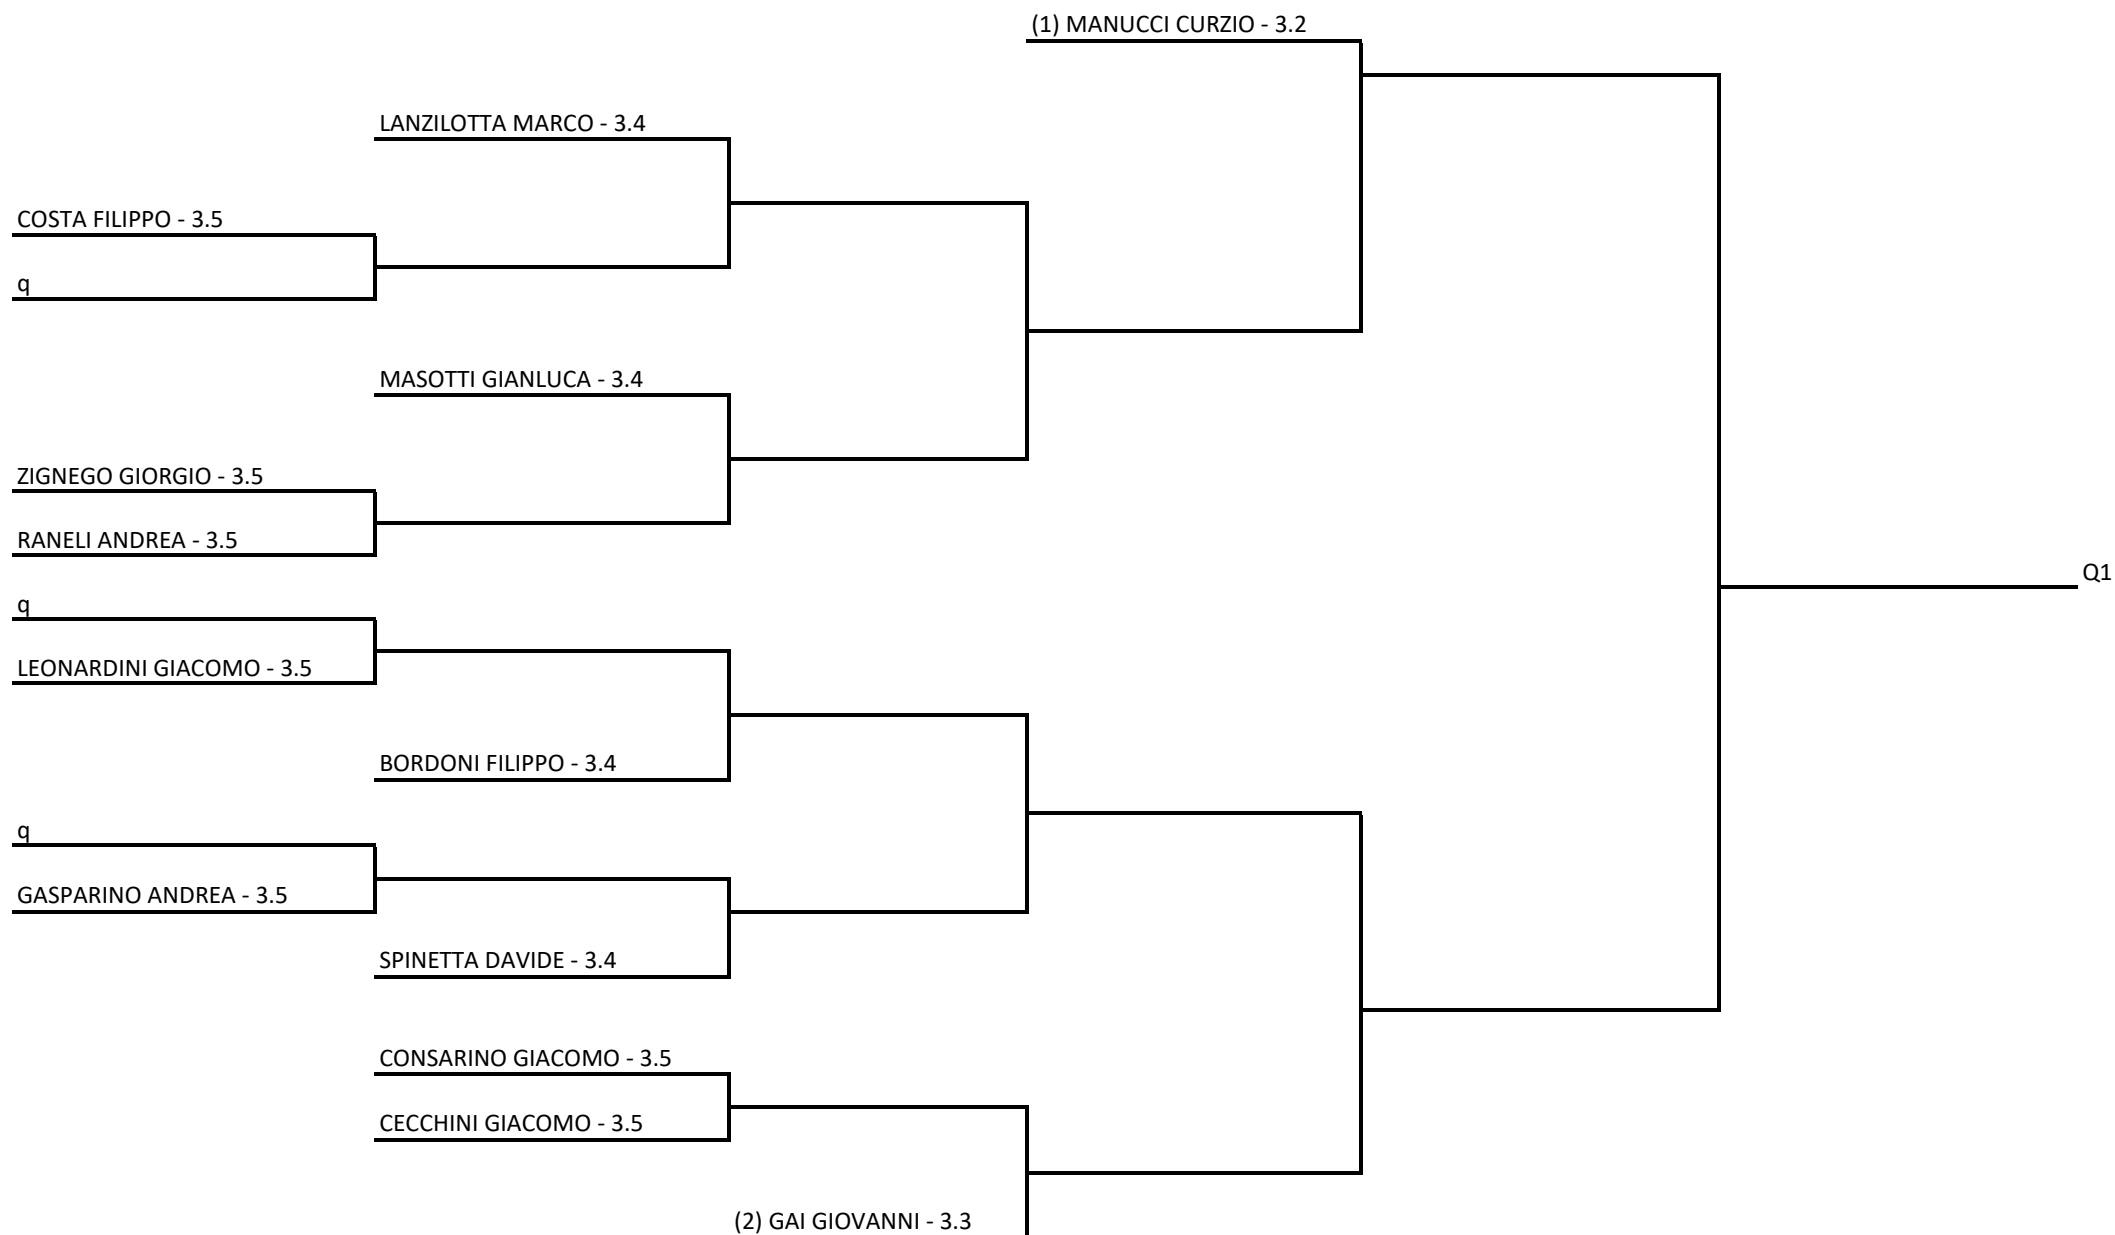 (1) MANUCCI CURZIO - 3.2
LANZILOTTA MARCO - 3.4
COSTA FILIPPO - 3.5
q
MASOTTI GIANLUCA - 3.4
ZIGNEGO GIORGIO - 3.5
RANELI ANDREA - 3.5
Q1
q
LEONARDINI GIACOMO - 3.5
BORDONI FILIPPO - 3.4
q
GASPARINO ANDREA - 3.5
SPINETTA DAVIDE - 3.4
CONSARINO GIACOMO - 3.5
CECCHINI GIACOMO - 3.5
(2) GAI GIOVANNI - 3.3